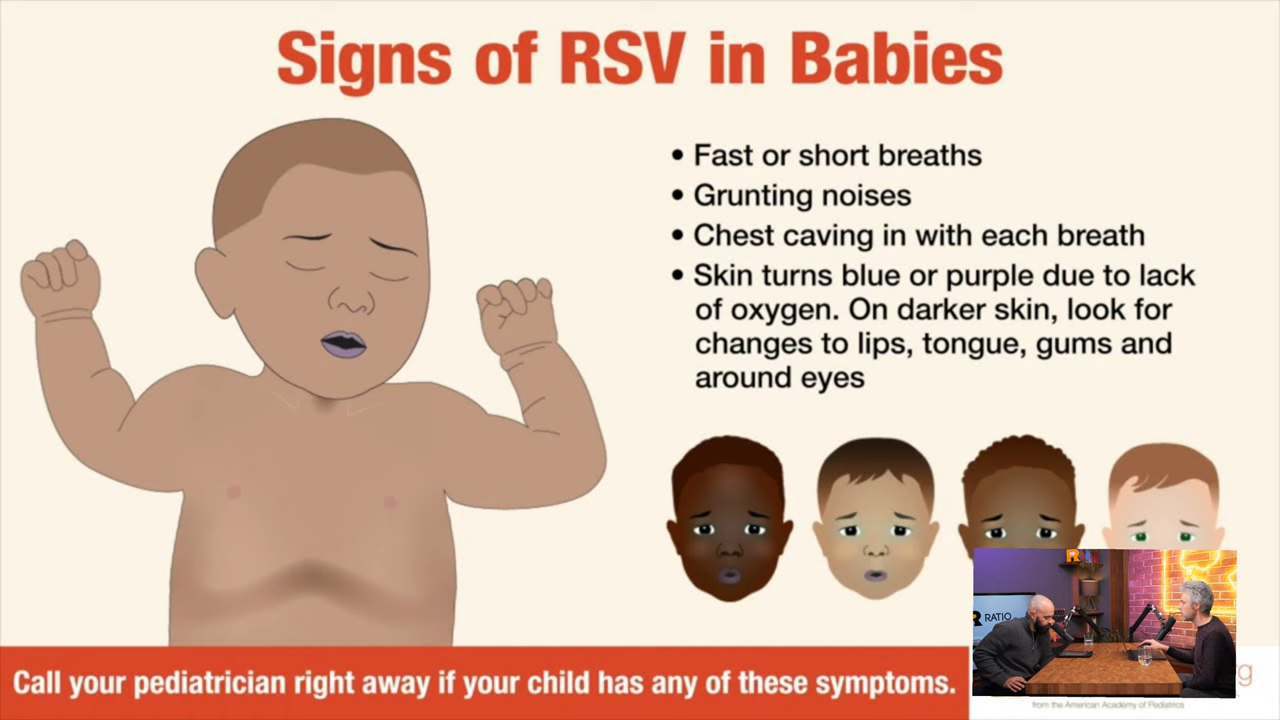 Signs of RSV in Babies
• Fast or short breaths
• Grunting noises
• Chest caving in with each breath
• Skin turns blue or purple due to lack
of oxygen. On darker skin, look for
changes to lips, tongue, gums and
around eyes
Call your pediatrician right away if your child has any of these symptoms.
RATIO
from the American Academy of Pediatrics